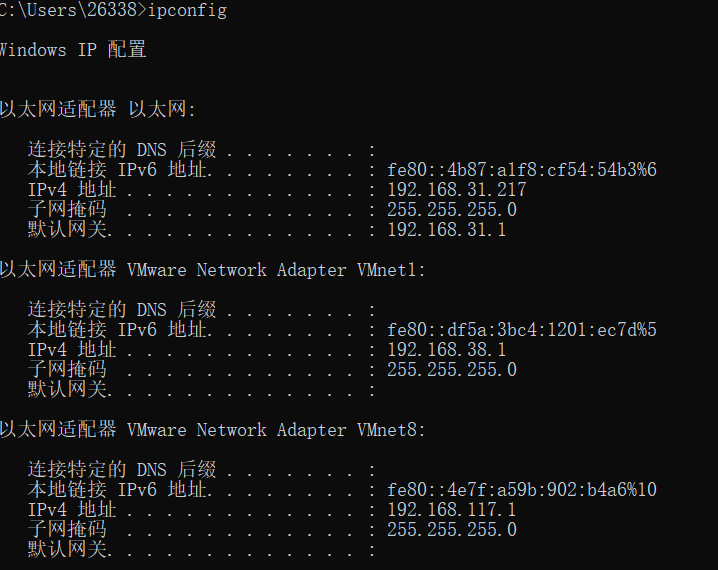 C:\Users\26338>ipconfig
Windows IP 配置
以太网适配器 以太网:
连接特定的 DNS 后缀 . . . . . . . :
本地链接 IPv6 地址. . . . . . . . : fe80::4b87:a1f8:cf54:54b3%6
IPv4 地址 . . . . . . . . . . . . : 192.168.31.217
子网掩码 . . . . . . . . . . . . : 255.255.255.0
默认网关. . . . . . . . . . . . . : 192.168.31.1
以太网适配器 VMware Network Adapter VMnet1:
连接特定的 DNS 后缀 . . . . . . . :
本地链接 IPv6 地址. . . . . . . . : fe80::df5a:3bc4:1201:ec7d%5
IPv4 地址 . . . . . . . . . . . . : 192.168.38.1
子网掩码 . . . . . . . . . . . . : 255.255.255.0
默认网关. . . . . . . . . . . . . :
以太网适配器 VMware Network Adapter VMnet8:
连接特定的 DNS 后缀 . . . . . . . :
本地链接 IPv6 地址. . . . . . . . : fe80::4e7f:a59b:902:b4a6%10
IPv4 地址 . . . . . . . . . . . . : 192.168.117.1
子网掩码 . . . . . . . . . . . . : 255.255.255.0
默认网关. . . . . . . . . . . . . :